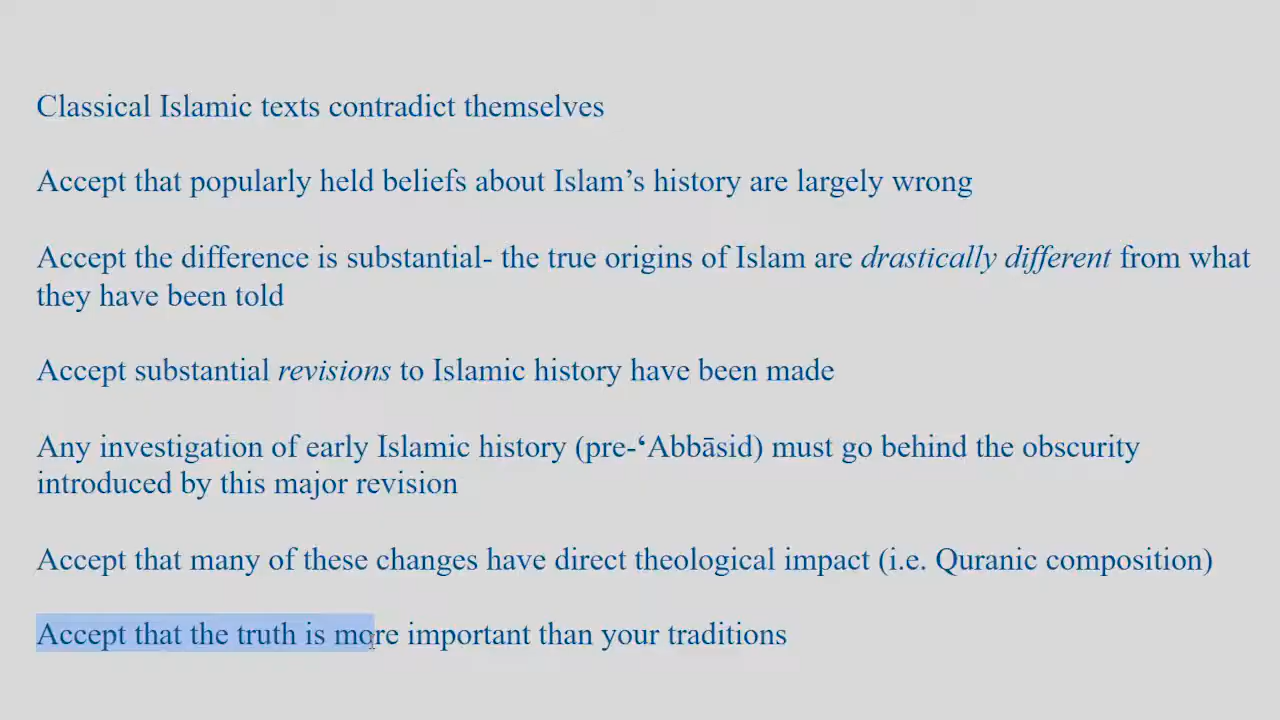 Classical Islamic texts contradict themselves
Accept that popularly held beliefs about Islam’s history are largely wrong
Accept the difference is substantial- the true origins of Islam are drastically different from what
they have been told
Accept substantial revisions to Islamic history have been made
Any investigation of early Islamic history (pre-‘Abbāsid) must go behind the obscurity
introduced by this major revision
Accept that many of these changes have direct theological impact (i.e. Quranic composition)
Accept that the truth is more important than your traditions